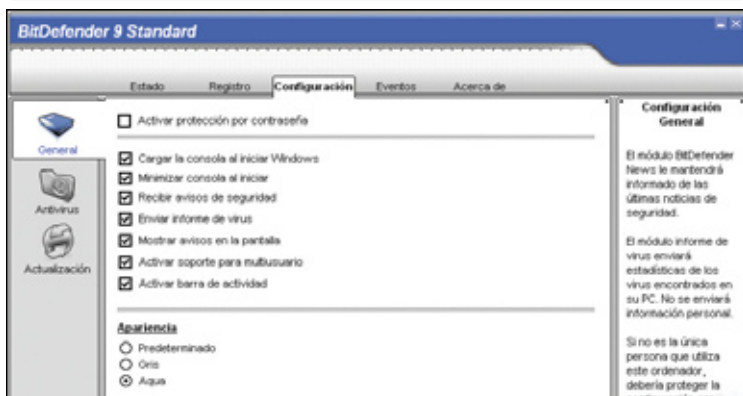 BitDefender 9 Standard
Estado Registro Configuración Eventos Acerca de
General
Antivirus
Actualización
Activar protección por contraseña
Cargar la consola al iniciar Windows
Minimizar consola al iniciar
Recibir avisos de seguridad
Enviar informe de virus
Mostrar avisos en la pantalla
Activar soporte para multiusuario
Activar barra de actividad
Apariencia
Predeterminado
Gris
Aqua
Configuración
General
El módulo BitDefender
News le mantendrá
informado de las
últimas noticias de
seguridad.
El módulo informe de
virus enviará
estadísticas de los
virus encontrados en
su PC. No se enviará
información personal.
Si no es la única
persona que utiliza
este ordenador,
debería proteger la